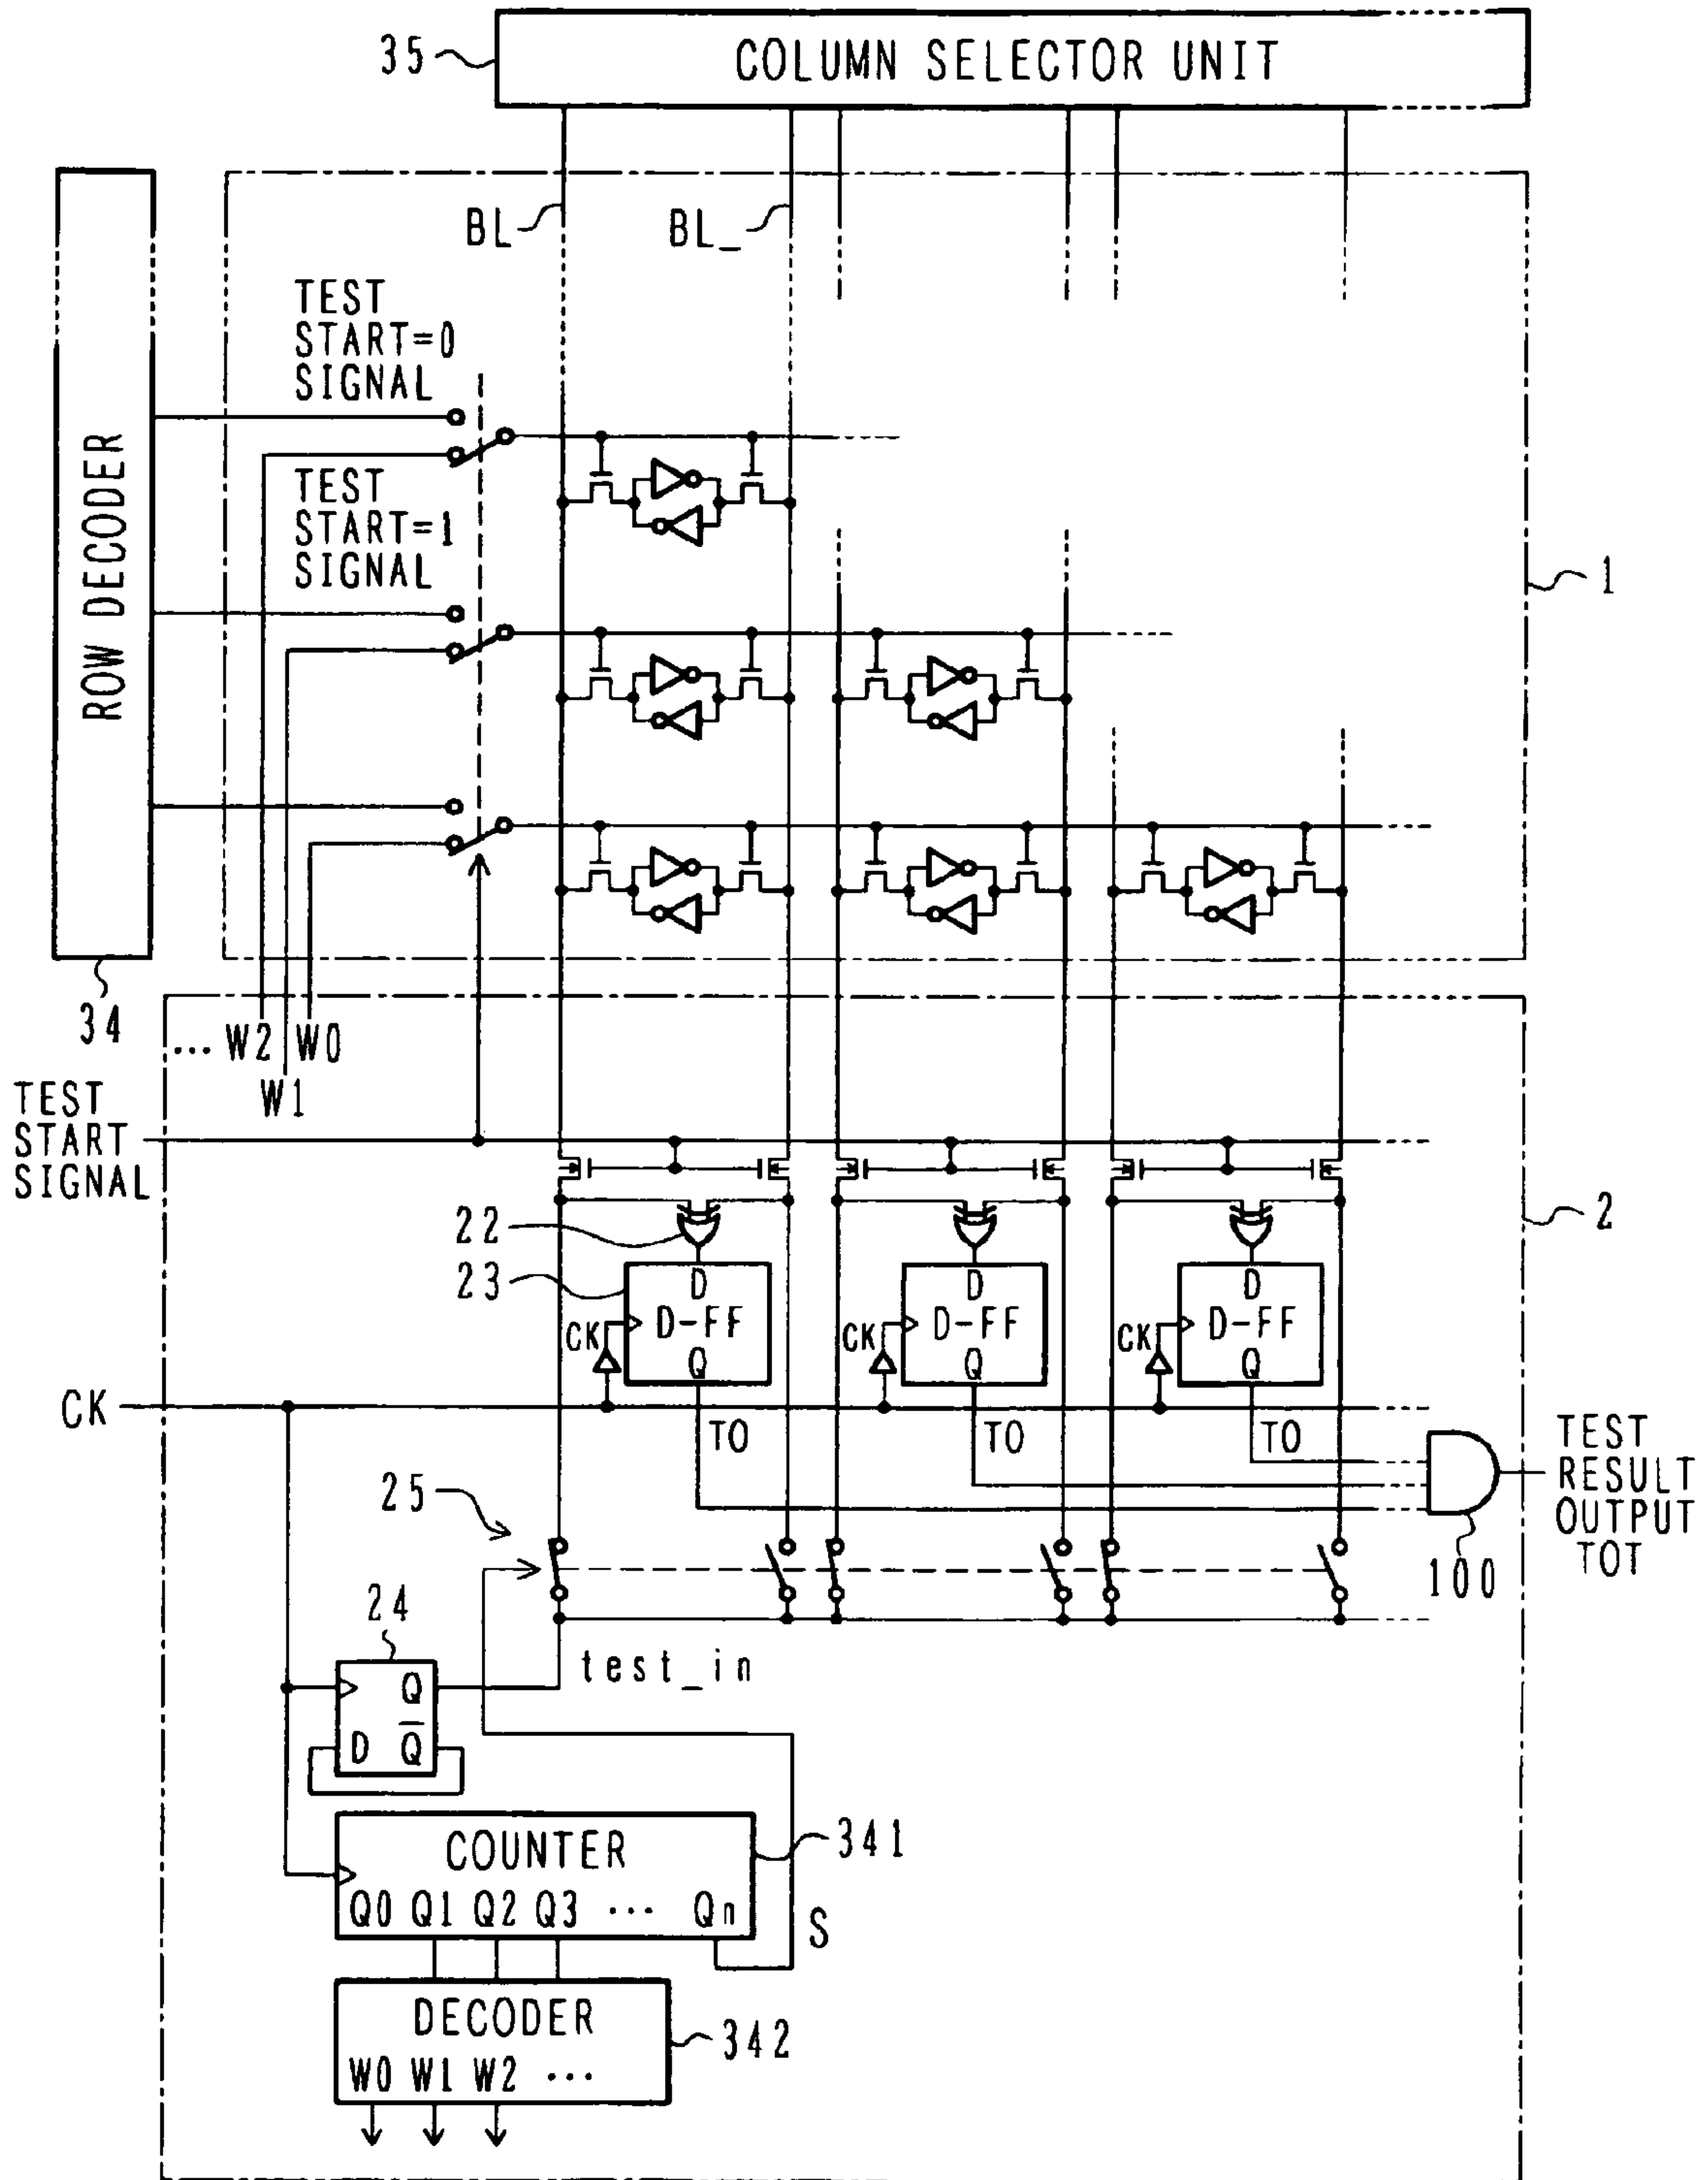 35
COLUMN SELECTOR UNIT
BL
BL_
TEST
START=0
SIGNAL
TEST
START=1
SIGNAL
ROW DECODER
1
34
... W2 W0
W1
TEST
START
SIGNAL
2
22
23
D
D-FF
Q
CK
D
D-FF
Q
CK
D
D-FF
Q
CK
CK
TO
TO
TO
TEST
RESULT
OUTPUT
TOT
100
25
24
Q
D Q̅
test_in
COUNTER
Q0 Q1 Q2 Q3 ... Qn
341
S
DECODER
W0 W1 W2 ...
342